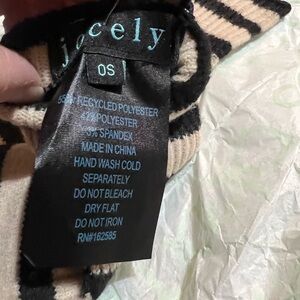 jocely
OS
RECYCLED POLYESTER
POLYESTER
3% SPANDEX
MADE IN CHINA
HAND WASH COLD
SEPARATELY
DO NOT BLEACH
DRY FLAT
DO NOT IRON
RN#162585